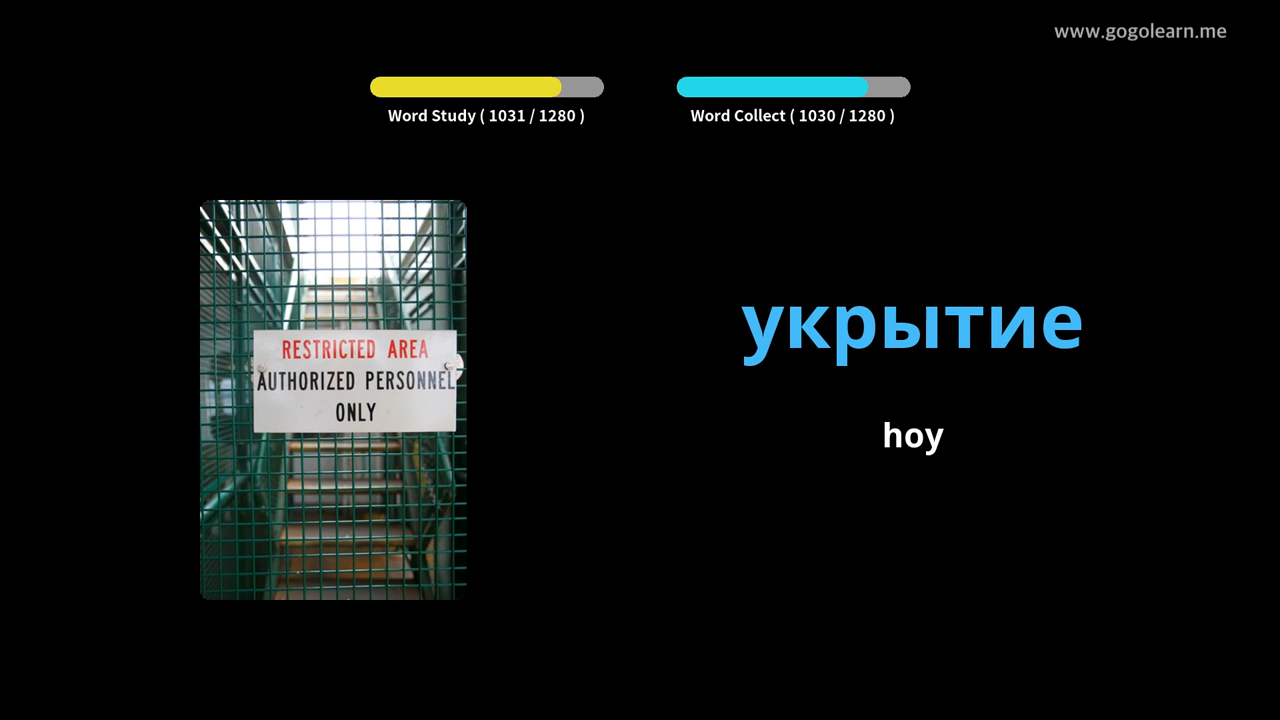 www.gogolearn.me
Word Study ( 1031 / 1280 )
Word Collect ( 1030 / 1280 )
RESTRICTED AREA
AUTHORIZED PERSONNEL
ONLY
укрытие
hoy